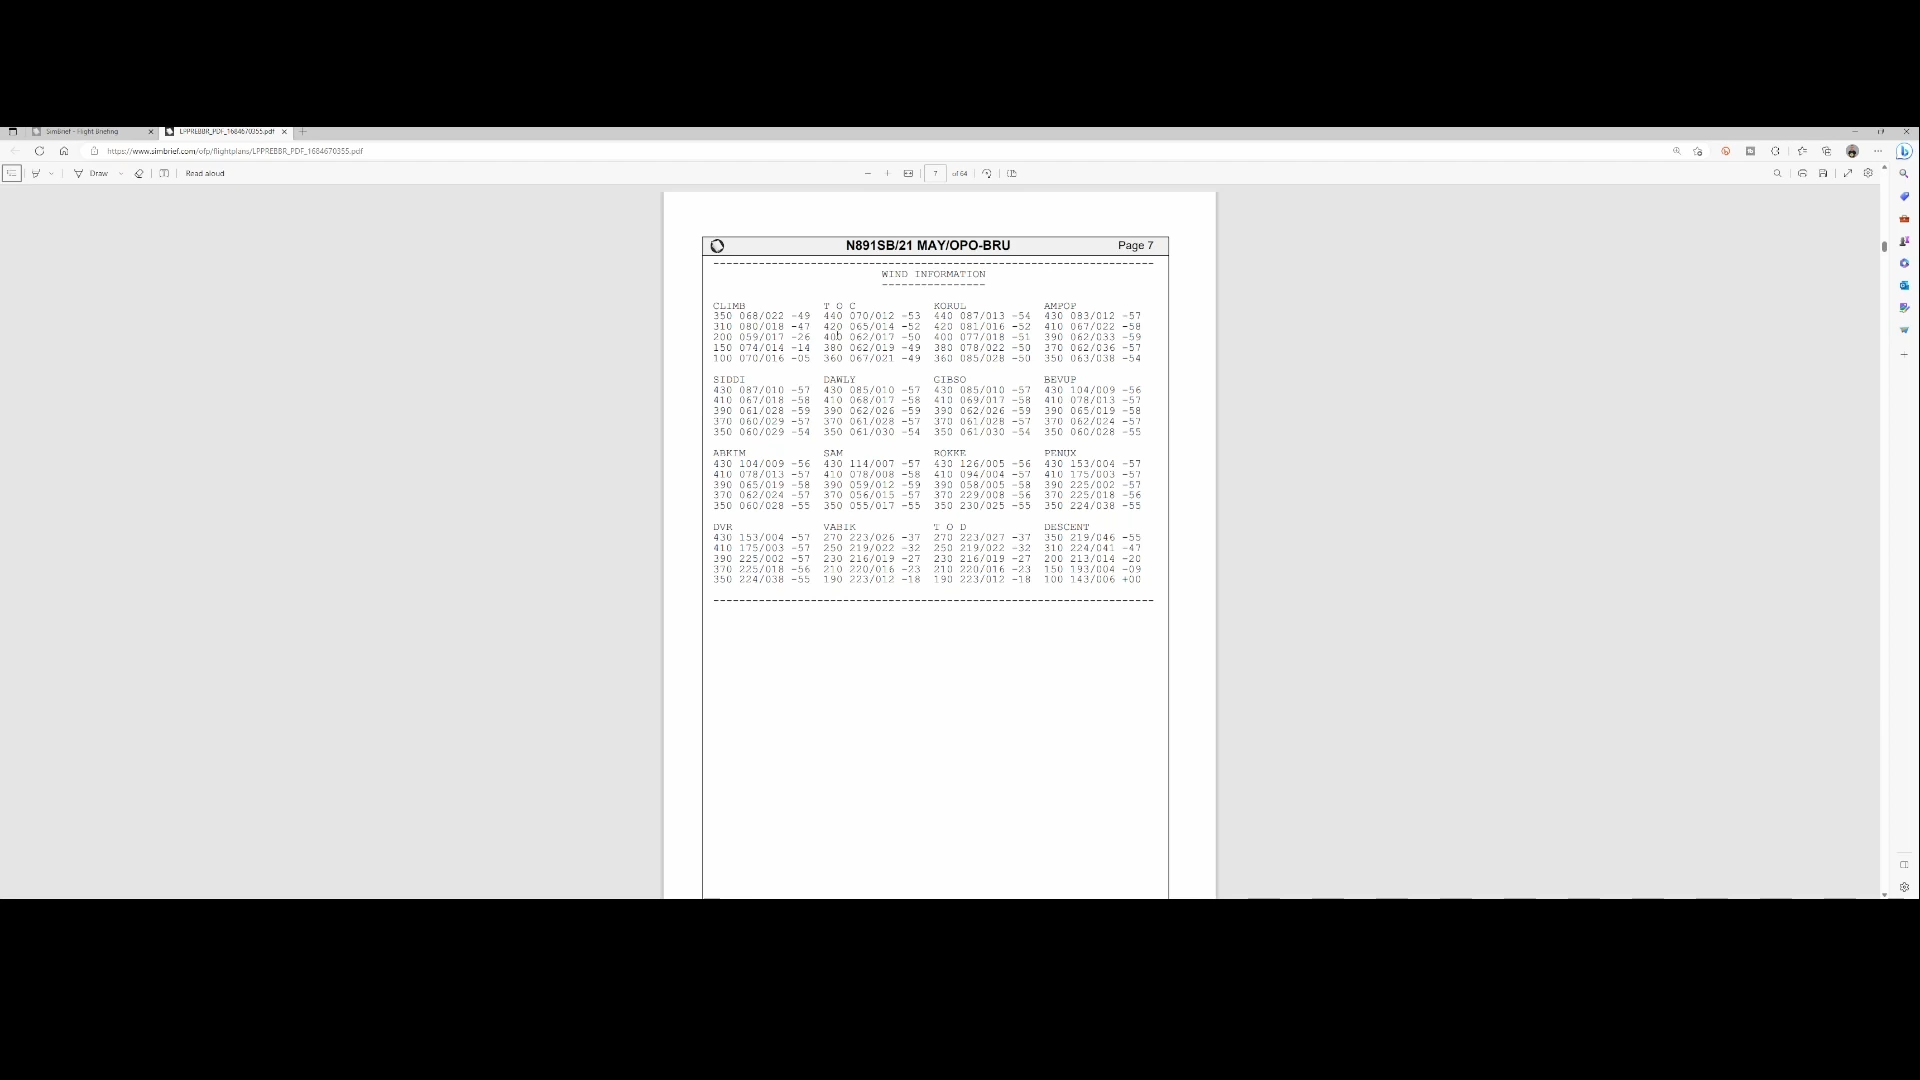 SimBrief - Flight Briefing
LPPREBBR_PDF_1684670355.pdf
https://www.simbrief.com/ofp/flightplans/LPPREBBR_PDF_1684670355.pdf
Draw Read aloud 7 of 64
N891SB/21 MAY/OPO-BRU Page 7
--------------------------------------------------------------------
WIND INFORMATION
----------------
CLIMB T O C KORUL AMPOP
350 068/022 -49 440 070/012 -53 440 087/013 -54 430 083/012 -57
310 080/018 -47 420 065/014 -52 420 081/016 -52 410 067/022 -58
200 059/017 -26 400 062/017 -50 400 077/018 -51 390 062/033 -59
150 074/014 -14 380 062/019 -49 380 078/022 -50 370 062/036 -57
100 070/016 -05 360 067/021 -49 360 085/028 -50 350 063/038 -54
SIDDI DAWLY GIBSO BEVUP
430 087/010 -57 430 085/010 -57 430 085/010 -57 430 104/009 -56
410 067/018 -58 410 068/017 -58 410 069/017 -58 410 078/013 -57
390 061/028 -59 390 062/026 -59 390 062/026 -59 390 065/019 -58
370 060/029 -57 370 061/028 -57 370 061/028 -57 370 062/024 -57
350 060/029 -54 350 061/030 -54 350 061/030 -54 350 060/028 -55
ABKIM SAM ROKKE PENUX
430 104/009 -56 430 114/007 -57 430 126/005 -56 430 153/004 -57
410 078/013 -57 410 078/008 -58 410 094/004 -57 410 175/003 -57
390 065/019 -58 390 059/012 -59 390 058/005 -58 390 225/002 -57
370 062/024 -57 370 056/015 -57 370 229/008 -56 370 225/018 -56
350 060/028 -55 350 055/017 -55 350 230/025 -55 350 224/038 -55
DVR VABIK T O D DESCENT
430 153/004 -57 270 223/026 -37 270 223/027 -37 350 219/046 -55
410 175/003 -57 250 219/022 -32 250 219/022 -32 310 224/041 -47
390 225/002 -57 230 216/019 -27 230 216/019 -27 200 213/014 -20
370 225/018 -56 210 220/016 -23 210 220/016 -23 150 193/004 -09
350 224/038 -55 190 223/012 -18 190 223/012 -18 100 143/006 +00
--------------------------------------------------------------------